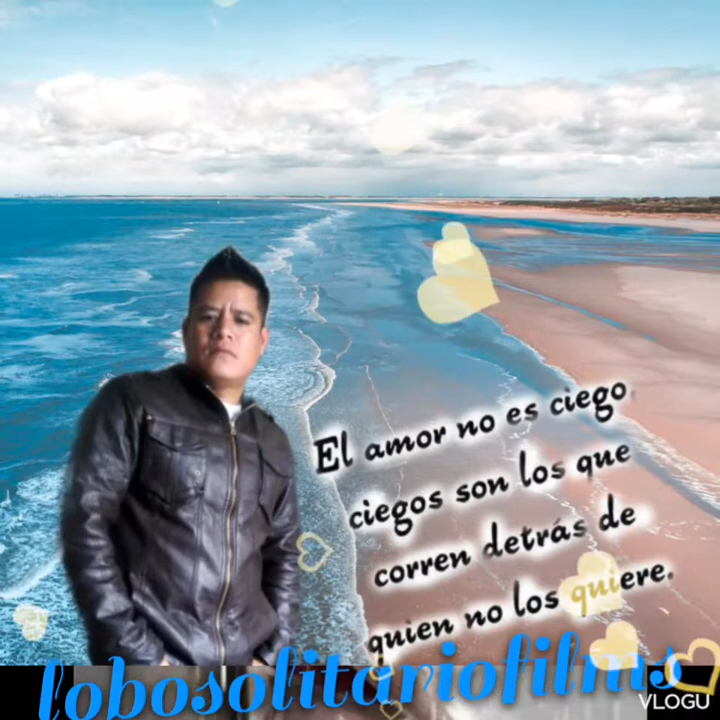 El amor no es ciego
ciegos son los que
corren detrás de
quien no los quiere.
lobosolitariofilms
VLOGU